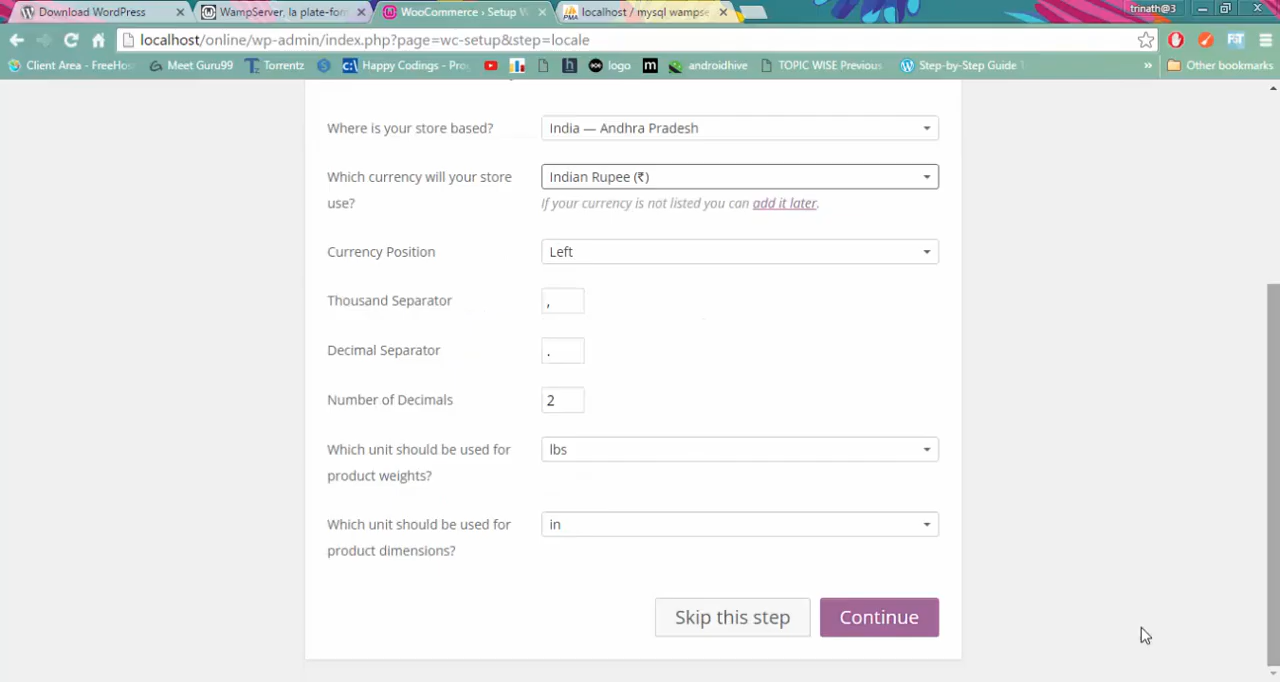 Download WordPress
WampServer, la plate-form
WooCommerce › Setup W
localhost / mysql wampse
trinath@3
localhost/online/wp-admin/index.php?page=wc-setup&step=locale
Client Area - FreeHos
Meet Guru99
Torrentz
Happy Codings - Pro
logo
androidhive
TOPIC WISE Previous
Step-by-Step Guide
»
Other bookmarks
Where is your store based?
India — Andhra Pradesh
Which currency will your store
use?
Indian Rupee (₹)
If your currency is not listed you can add it later.
Currency Position
Left
Thousand Separator
,
Decimal Separator
.
Number of Decimals
2
Which unit should be used for
product weights?
lbs
Which unit should be used for
product dimensions?
in
Skip this step
Continue